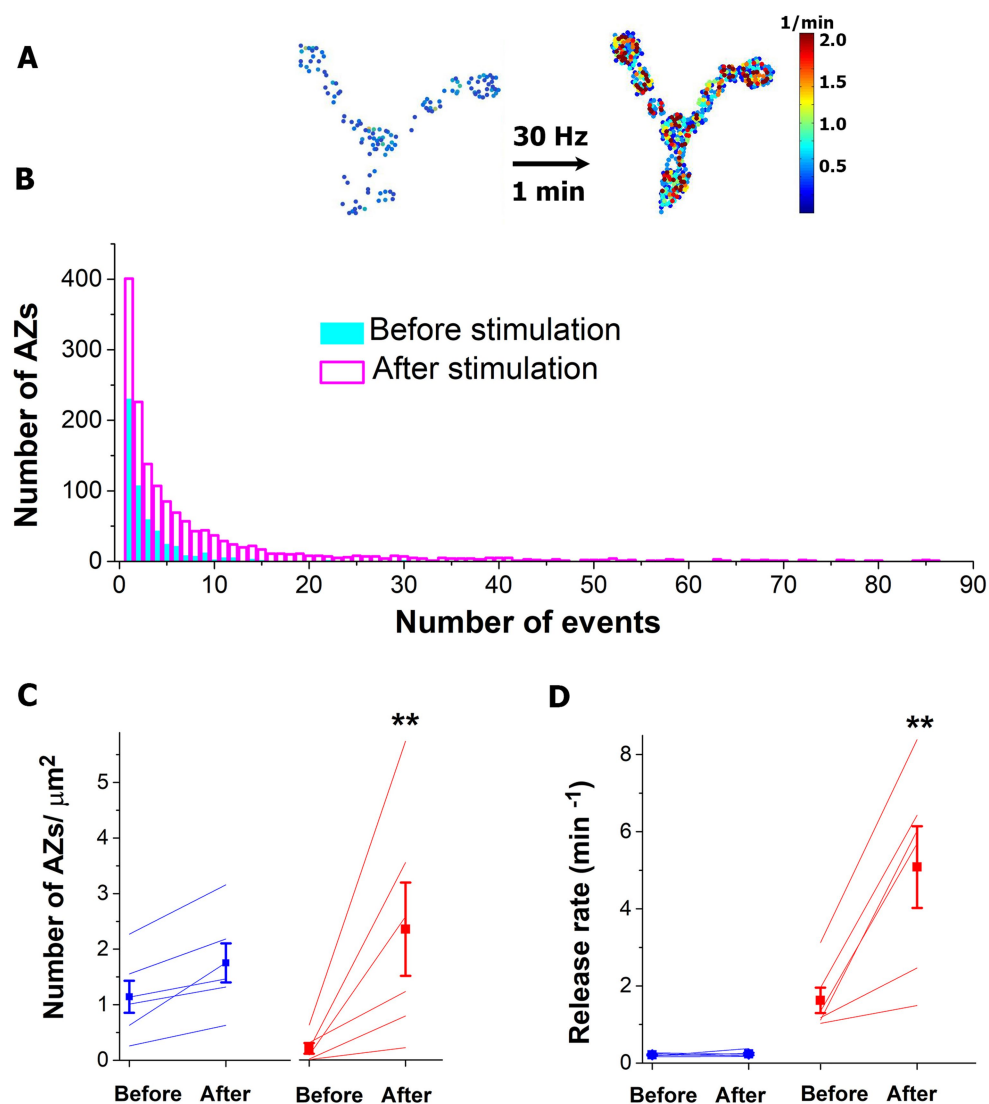 A
1/min
2.0
1.5
1.0
0.5
30 Hz
1 min
B
Number of AZs
400
300
200
100
0
Before stimulation
After stimulation
0 10 20 30 40 50 60 70 80 90
Number of events
C
Number of AZs/ μm2
5
4
3
2
1
0
**
Before After Before After
D
Release rate (min -1)
8
6
4
2
0
**
Before After Before After